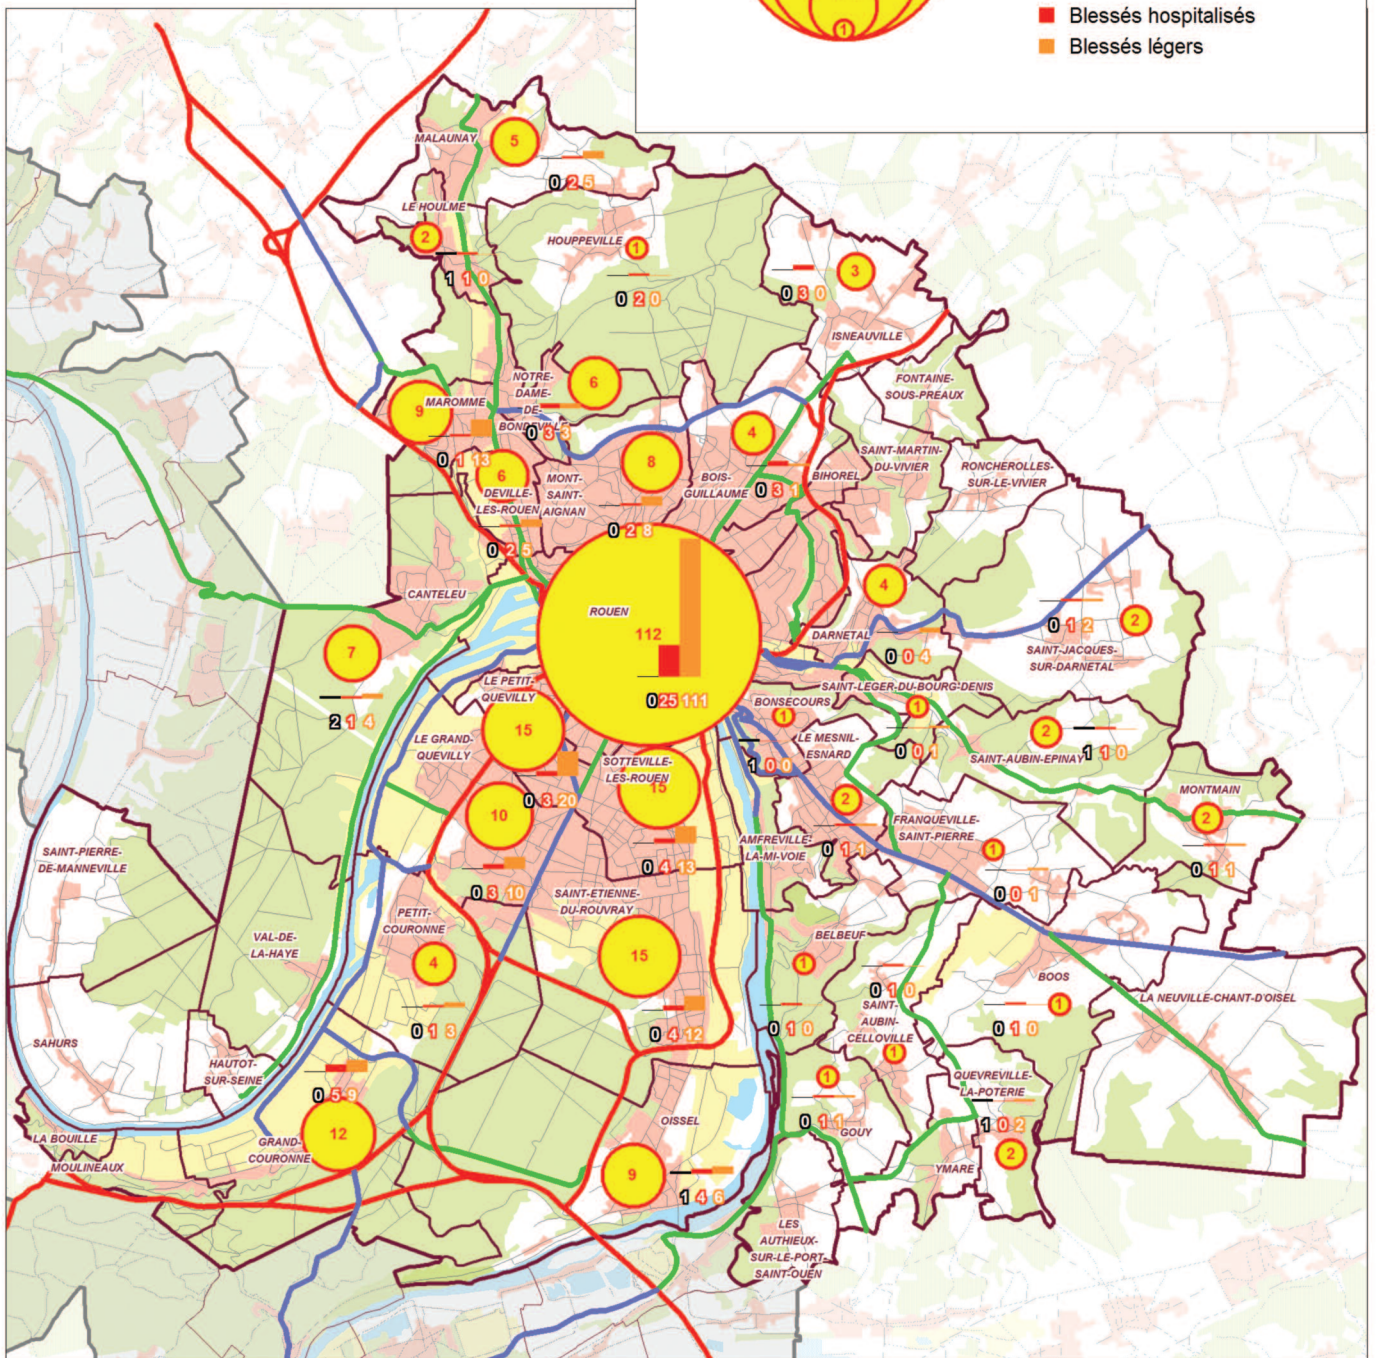 1
Blessés hospitalisés
Blessés légers
MALAUNAY
5
0 2 5
LE HOULME
2
1 1 0
HOUPPEVILLE
1
0 2 0
3
0 3 0
ISNEAUVILLE
FONTAINE-
SOUS-PREAUX
NOTRE-
DAME-
DE-
BONDEVILLE
6
0 3 3
9
MAROMME
0 1 13
6
DEVILLE-
LES-ROUEN
0 2 5
MONT-
SAINT-
AIGNAN
8
0 2 8
4
BOIS-
GUILLAUME
0 3 1
BIHOREL
SAINT-MARTIN-
DU-VIVIER
RONCHEROLLES-
SUR-LE-VIVIER
CANTELEU
7
2 1 4
ROUEN
112
0 25 111
4
DARNETAL
0 0 4
2
0 1 2
SAINT-JACQUES-
SUR-DARNETAL
LE PETIT-
QUEVILLY
15
0 3 20
LE GRAND-
QUEVILLY
10
0 3 10
SOTTEVILLE-
LES-ROUEN
15
0 4 13
BONSECOURS
1
1 0 0
SAINT-LEGER-DU-BOURG-DENIS
1
0 0 1
2
SAINT-AUBIN-EPINAY
1 1 0
LE MESNIL-
ESNARD
2
0 1 1
MONTMAIN
2
0 1 1
FRANQUEVILLE-
SAINT-PIERRE
1
0 0 1
AMFREVILLE-
LA-MI-VOIE
SAINT-PIERRE-
DE-MANNEVILLE
VAL-DE-
LA-HAYE
PETIT-
COURONNE
4
0 1 3
SAINT-ETIENNE-
DU-ROUVRAY
15
0 4 12
BELBEUF
1
0 1 0
0 1 0
SAINT-
AUBIN-
CELLOVILLE
1
BOOS
1
0 1 0
LA NEUVILLE-CHANT-D'OISEL
SAHURS
HAUTOT-
SUR-SEINE
0 5 9
12
GRAND-
COURONNE
LA BOUILLE
MOULINEAUX
OISSEL
9
1 4 6
1
0 1 1
GOUY
QUEVREVILLE-
LA-POTERIE
1 0 2
2
YMARE
LES
AUTHIEUX-
SUR-LE-PORT-
SAINT-OUEN